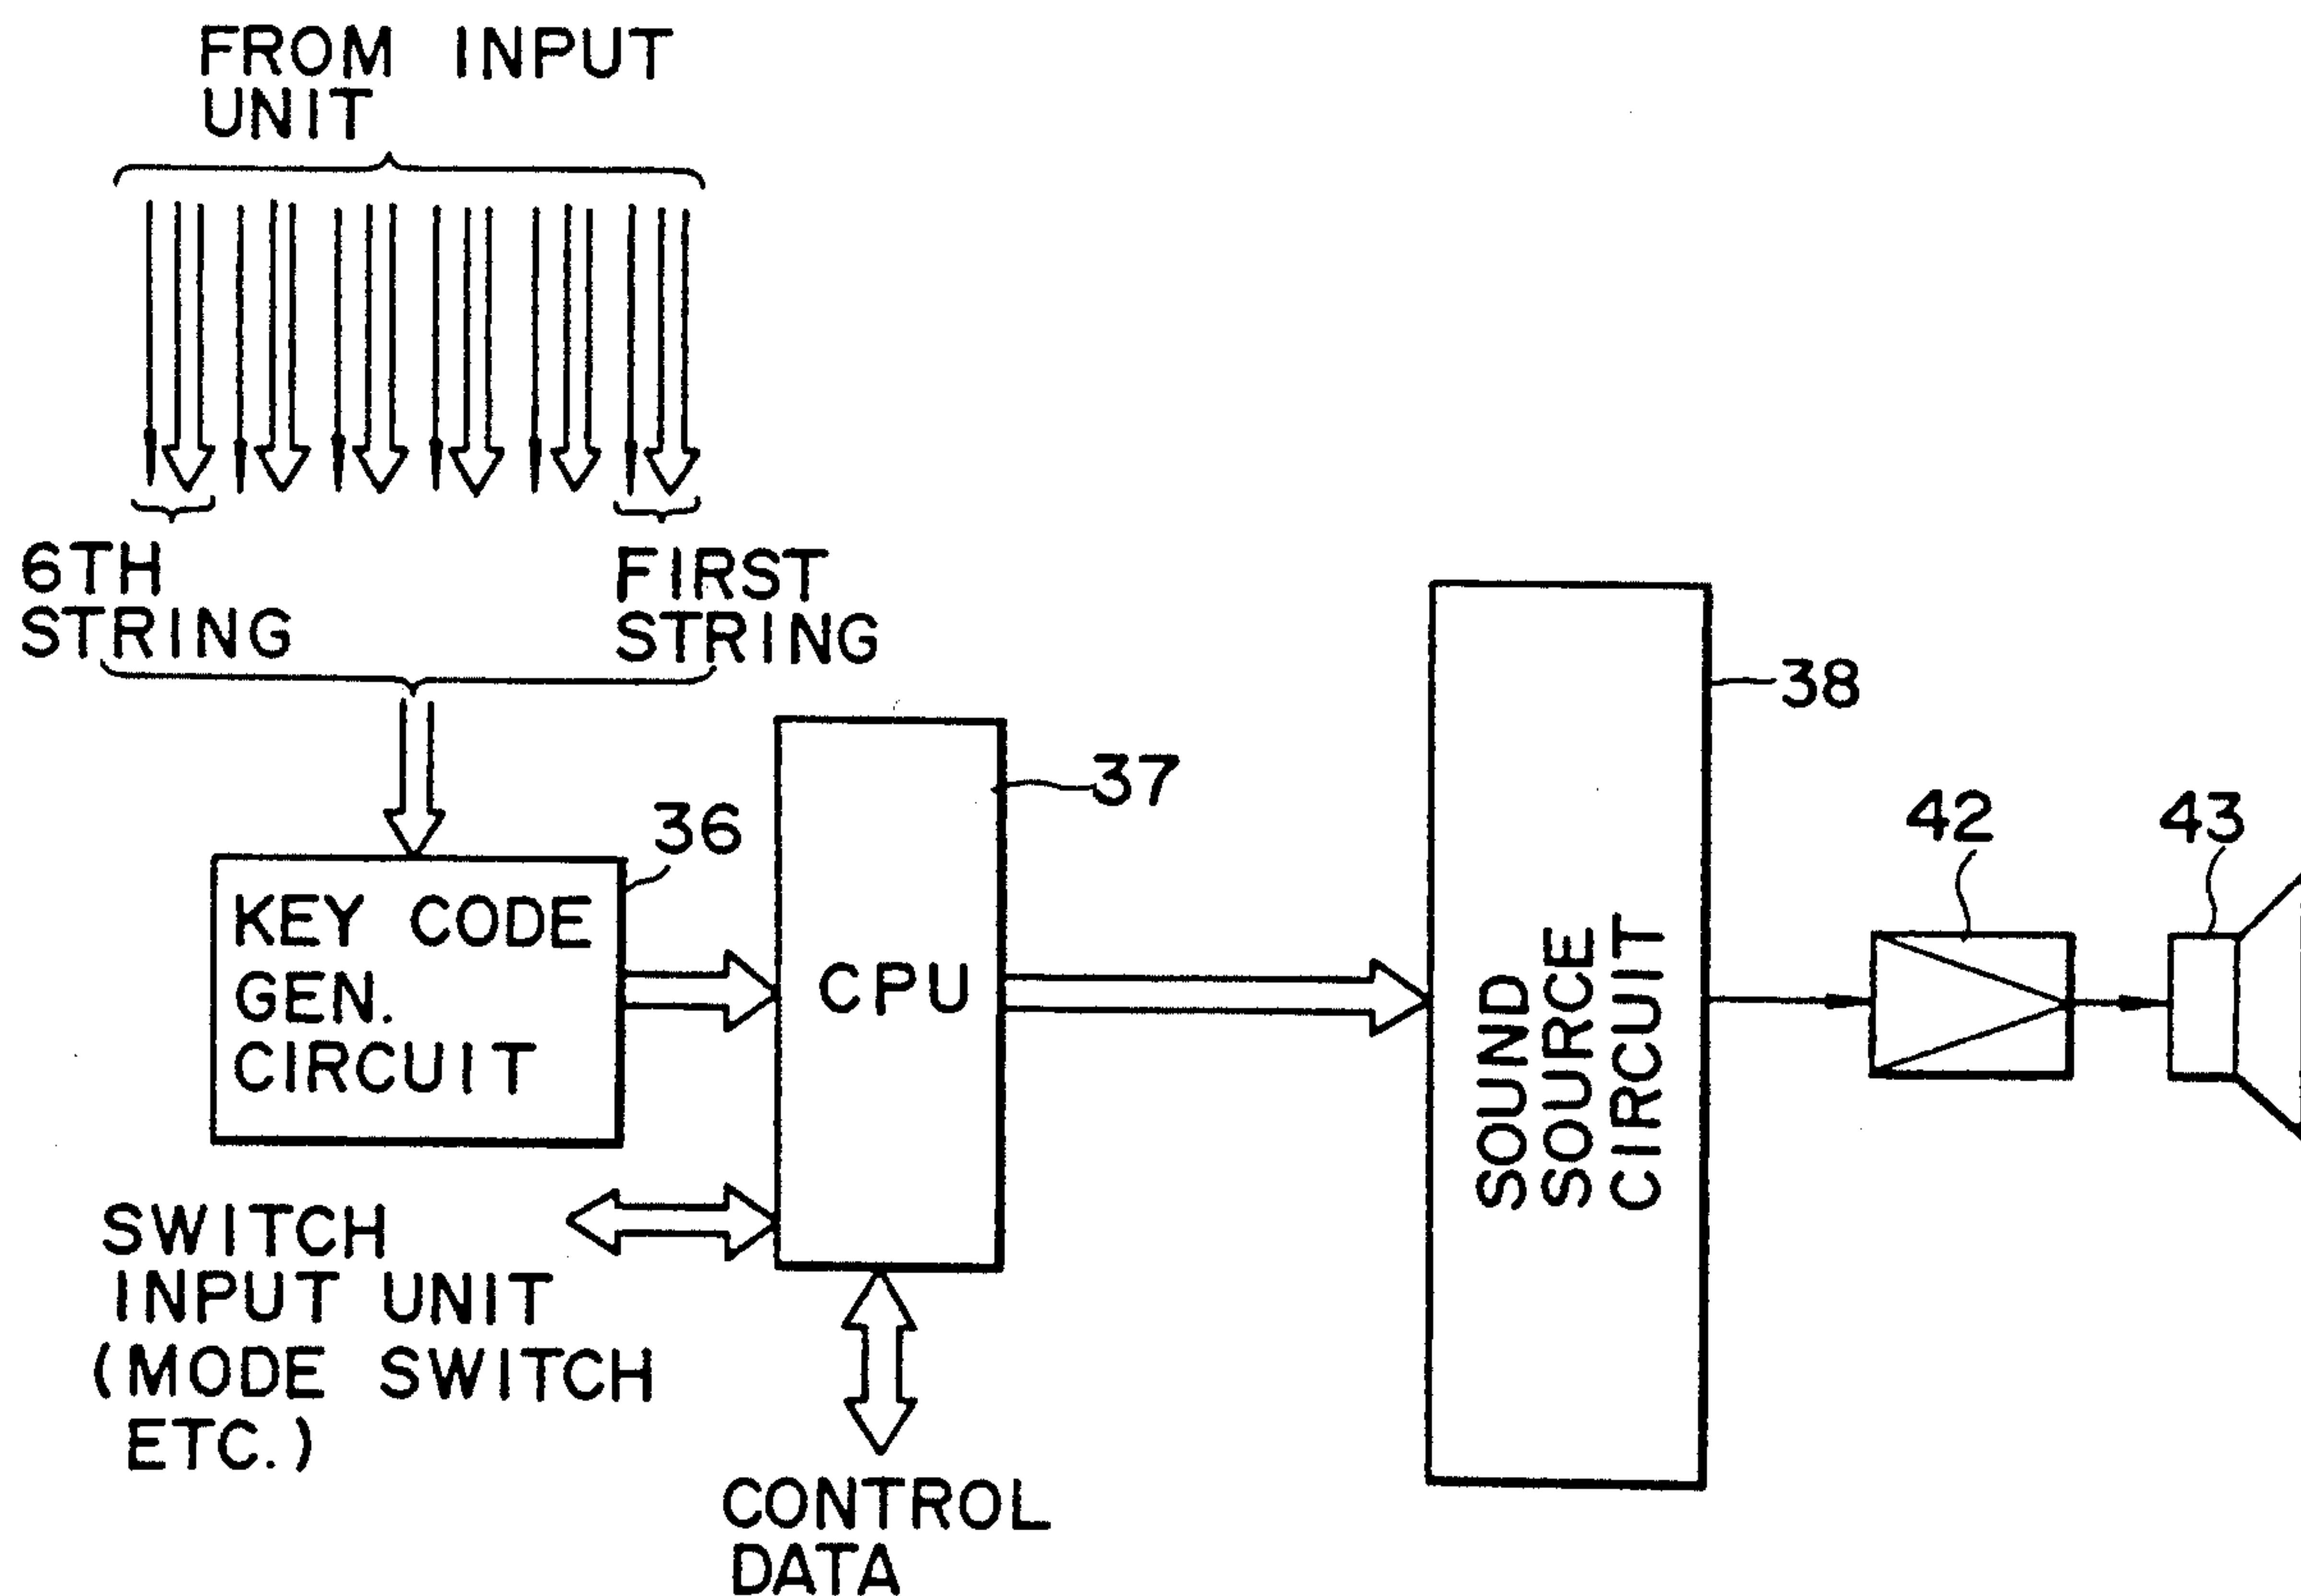 FROM INPUT
UNIT
6TH
STRING
FIRST
STRING
38
37
36
42
43
KEY CODE
GEN.
CIRCUIT
CPU
SOUND
SOURCE
CIRCUIT
SWITCH
INPUT UNIT
(MODE SWITCH
ETC.)
CONTROL
DATA